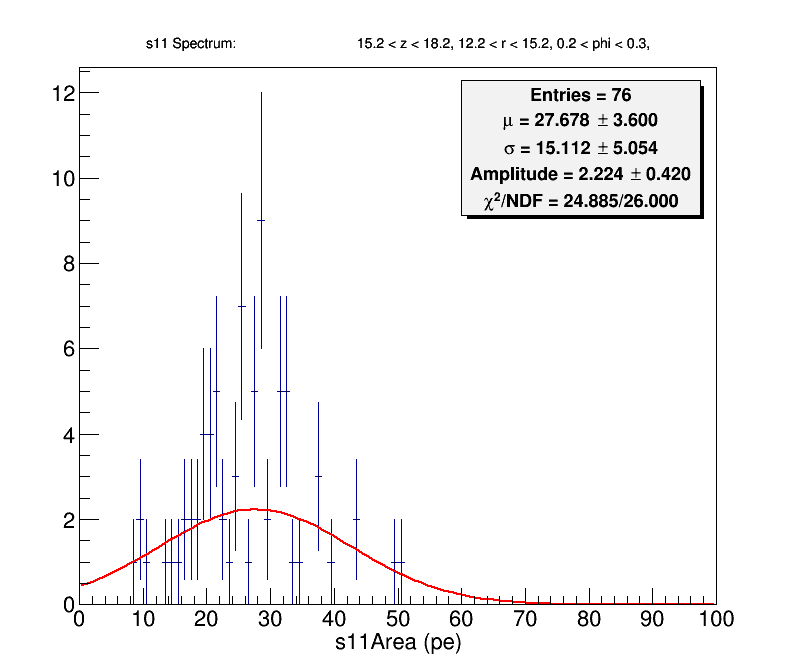 s11 Spectrum: 15.2 < z < 18.2, 12.2 < r < 15.2, 0.2 < phi < 0.3,
Entries = 76
μ = 27.678 ± 3.600
σ = 15.112 ± 5.054
Amplitude = 2.224 ± 0.420
χ²/NDF = 24.885/26.000
12
10
8
6
4
2
0
0 10 20 30 40 50 60 70 80 90 100
s11Area (pe)